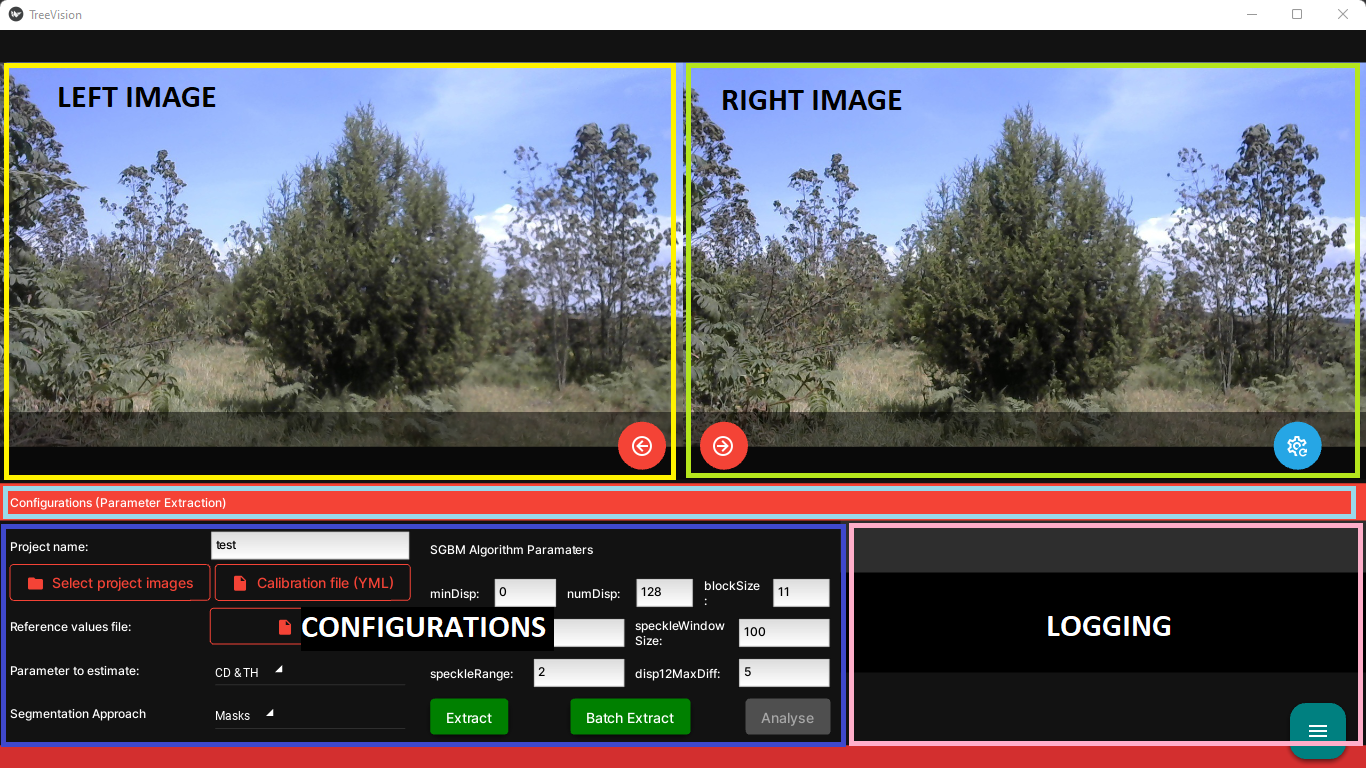 TreeVision
LEFT IMAGE
RIGHT IMAGE
Configurations (Parameter Extraction)
Project name:
test
SGBM Algorithm Paramaters
Select project images
Calibration file (YML)
minDisp:
0
numDisp:
128
blockSize
:
11
Reference values file:
CONFIGURATIONS
speckleWindow
Size:
100
LOGGING
Parameter to estimate:
CD & TH
speckleRange:
2
disp12MaxDiff:
5
Segmentation Approach
Masks
Extract
Batch Extract
Analyse